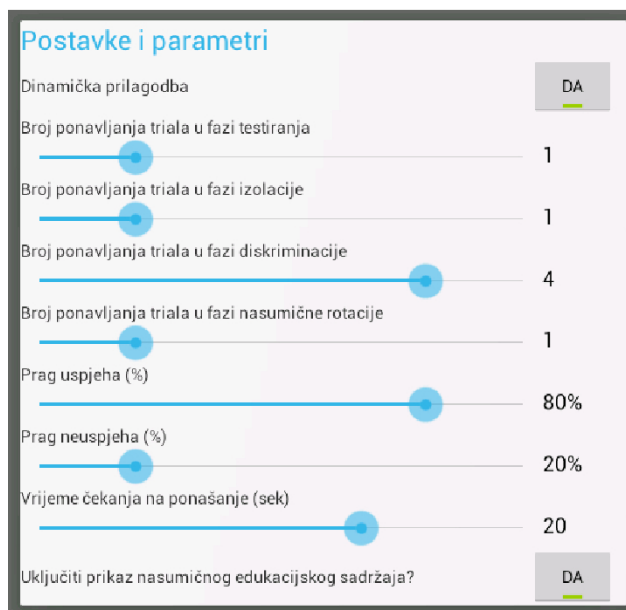 Postavke i parametri
Dinamička prilagodba DA
Broj ponavljanja triala u fazi testiranja
1
Broj ponavljanja triala u fazi izolacije
1
Broj ponavljanja triala u fazi diskriminacije
4
Broj ponavljanja triala u fazi nasumične rotacije
1
Prag uspjeha (%)
80%
Prag neuspjeha (%)
20%
Vrijeme čekanja na ponašanje (sek)
20
Uključiti prikaz nasumičnog edukacijskog sadržaja? DA